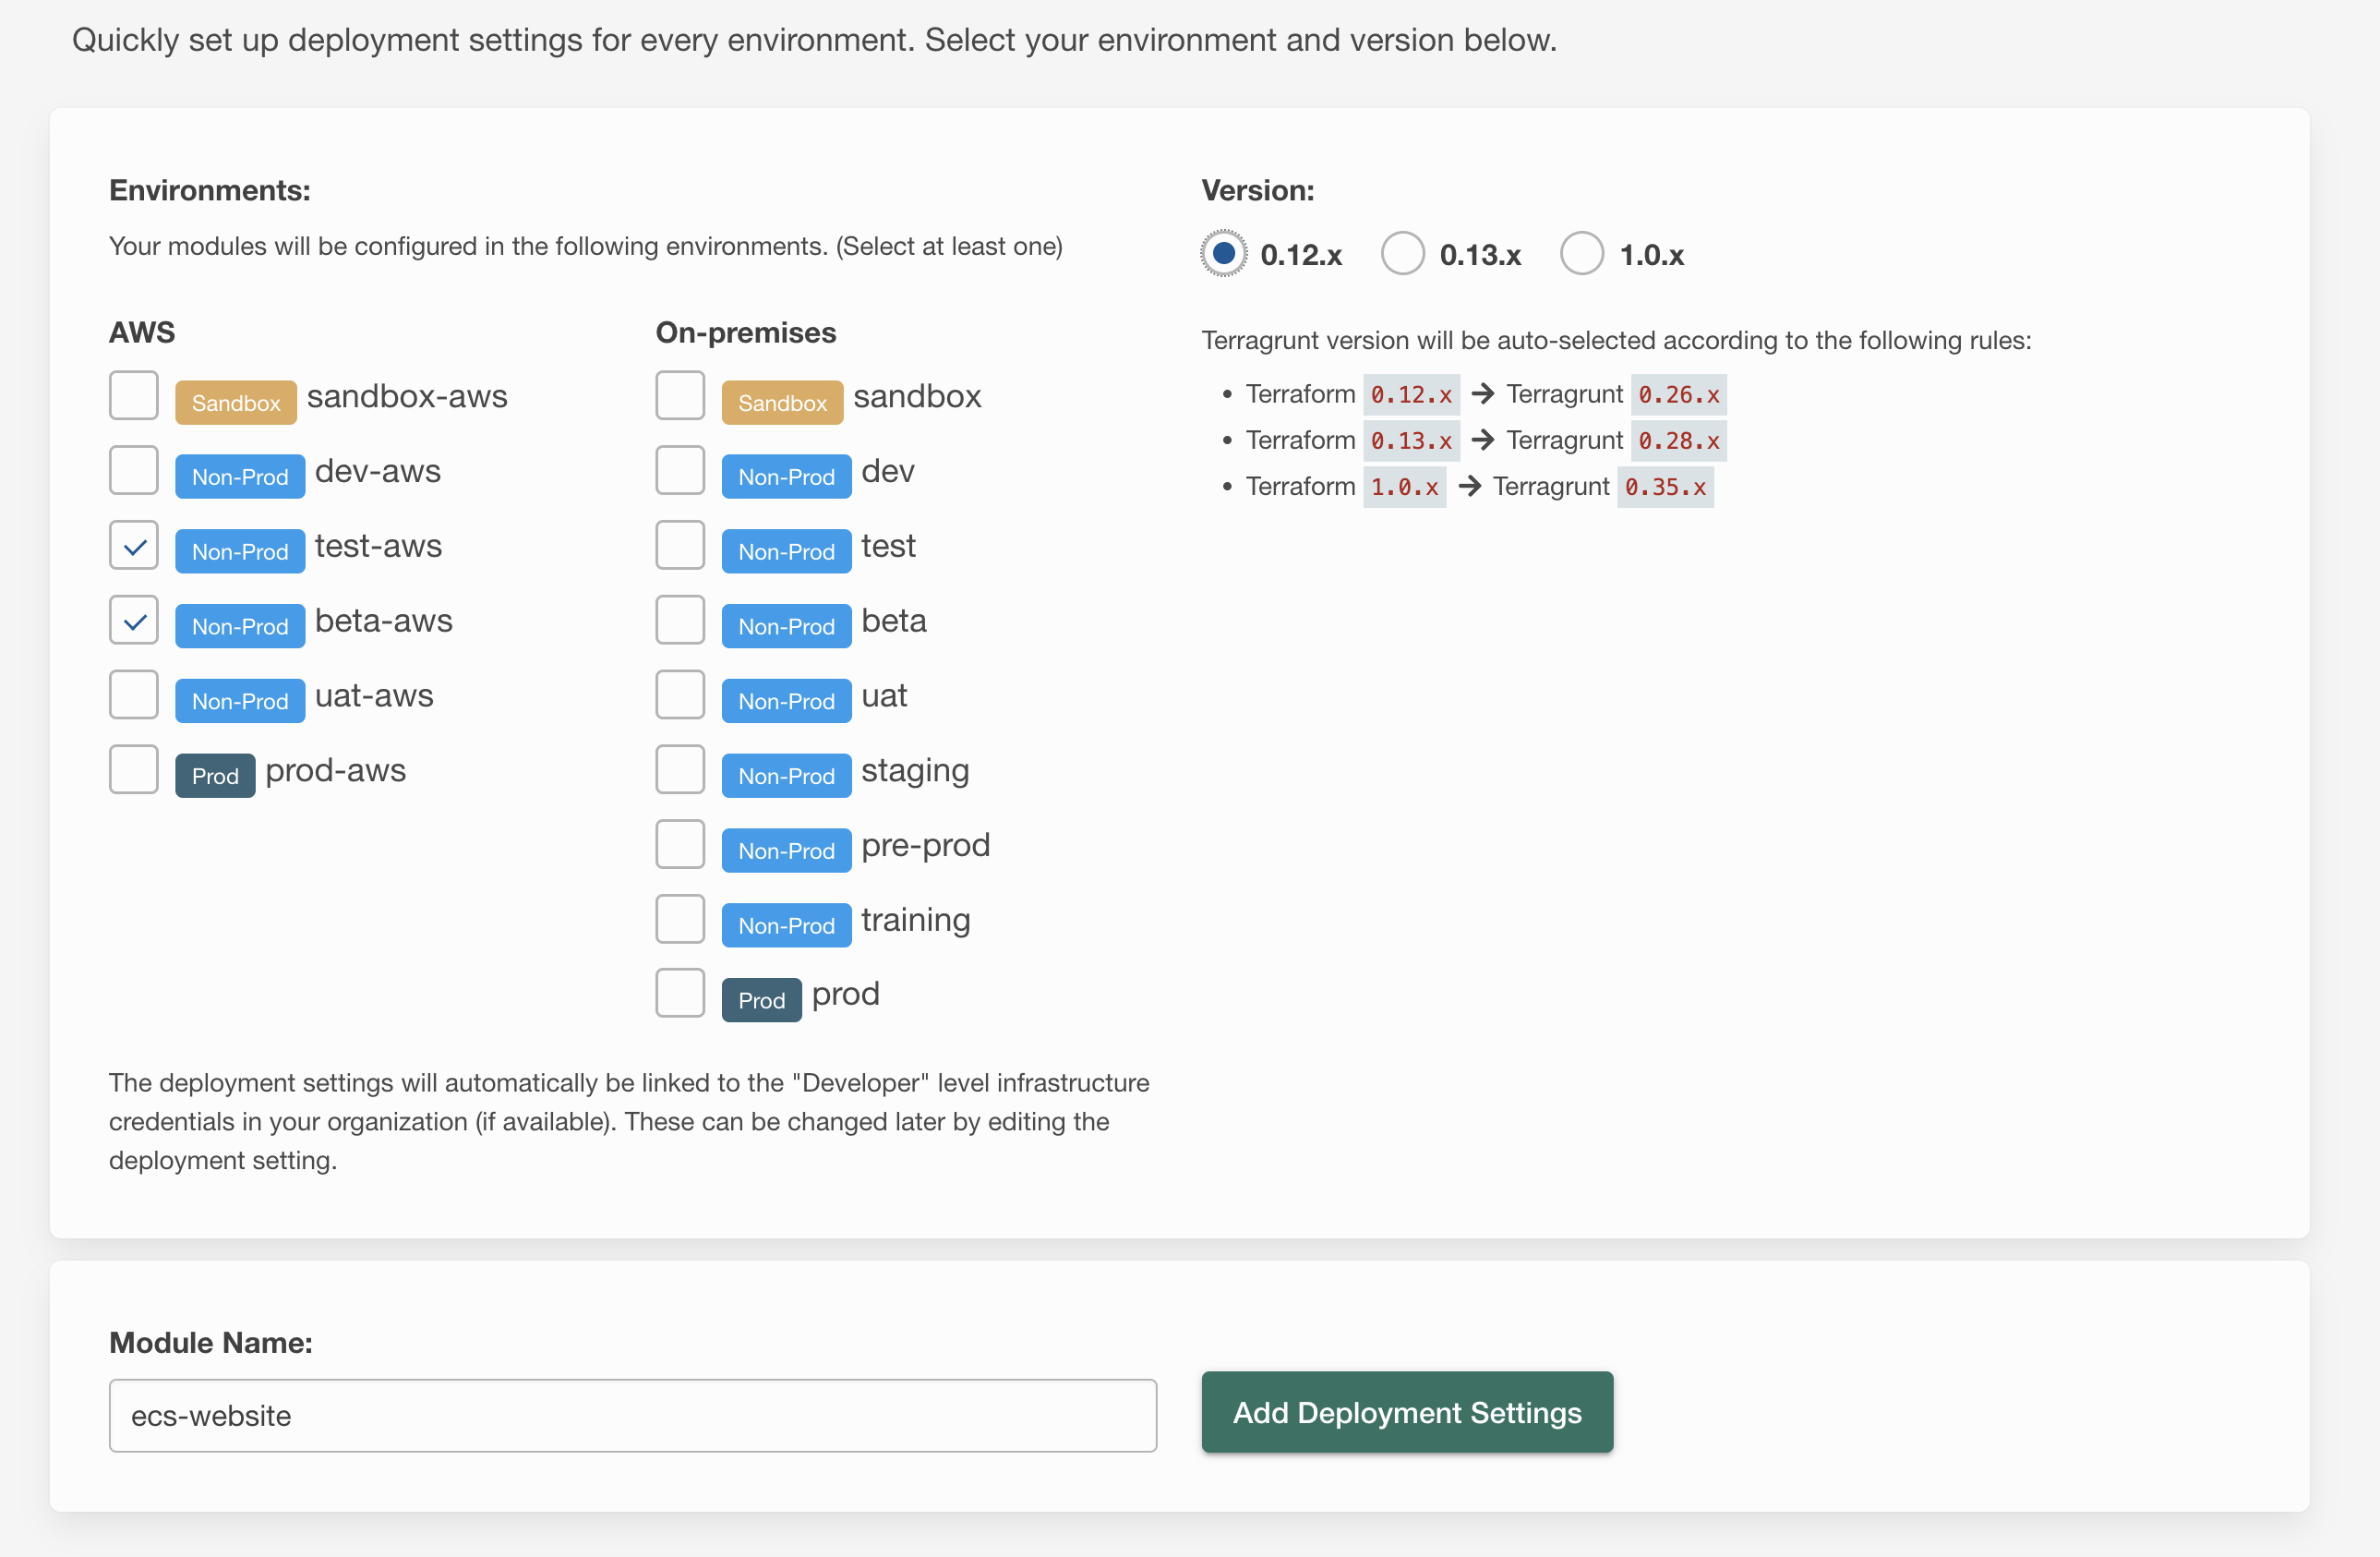 Quickly set up deployment settings for every environment. Select your environment and version below.
Environments:
Your modules will be configured in the following environments. (Select at least one)
AWS
Sandbox sandbox-aws
Non-Prod dev-aws
Non-Prod test-aws
Non-Prod beta-aws
Non-Prod uat-aws
Prod prod-aws
On-premises
Sandbox sandbox
Non-Prod dev
Non-Prod test
Non-Prod beta
Non-Prod uat
Non-Prod staging
Non-Prod pre-prod
Non-Prod training
Prod prod
The deployment settings will automatically be linked to the "Developer" level infrastructure
credentials in your organization (if available). These can be changed later by editing the
deployment setting.
Version:
0.12.x 0.13.x 1.0.x
Terragrunt version will be auto-selected according to the following rules:
• Terraform 0.12.x → Terragrunt 0.26.x
• Terraform 0.13.x → Terragrunt 0.28.x
• Terraform 1.0.x → Terragrunt 0.35.x
Module Name:
ecs-website
Add Deployment Settings